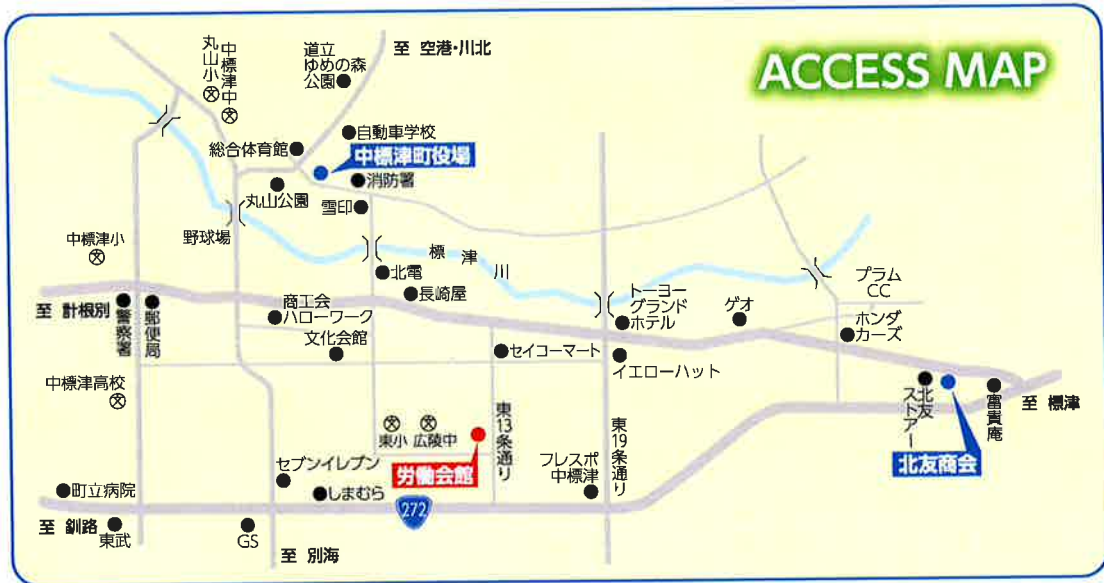 ACCESS MAP
至 空港・川北
道立
ゆめの森
公園
丸山小
中標津中
自動車学校
総合体育館
中標津町役場
消防署
丸山公園
雪印
中標津小
野球場
標津川
北電
長崎屋
プラム
CC
至 計根別
警察署
郵便局
商工会
ハローワーク
文化会館
トーヨー
グランド
ホテル
ゲオ
ホンダ
カーズ
セイコーマート
イエローハット
中標津高校
東小
広陵中
東13条通り
東19条通り
北友
ストアー
富貴庵
至 標津
労働会館
北友商会
セブンイレブン
しまむら
フレスポ
中標津
町立病院
272
至 釧路
東武
GS
至 別海